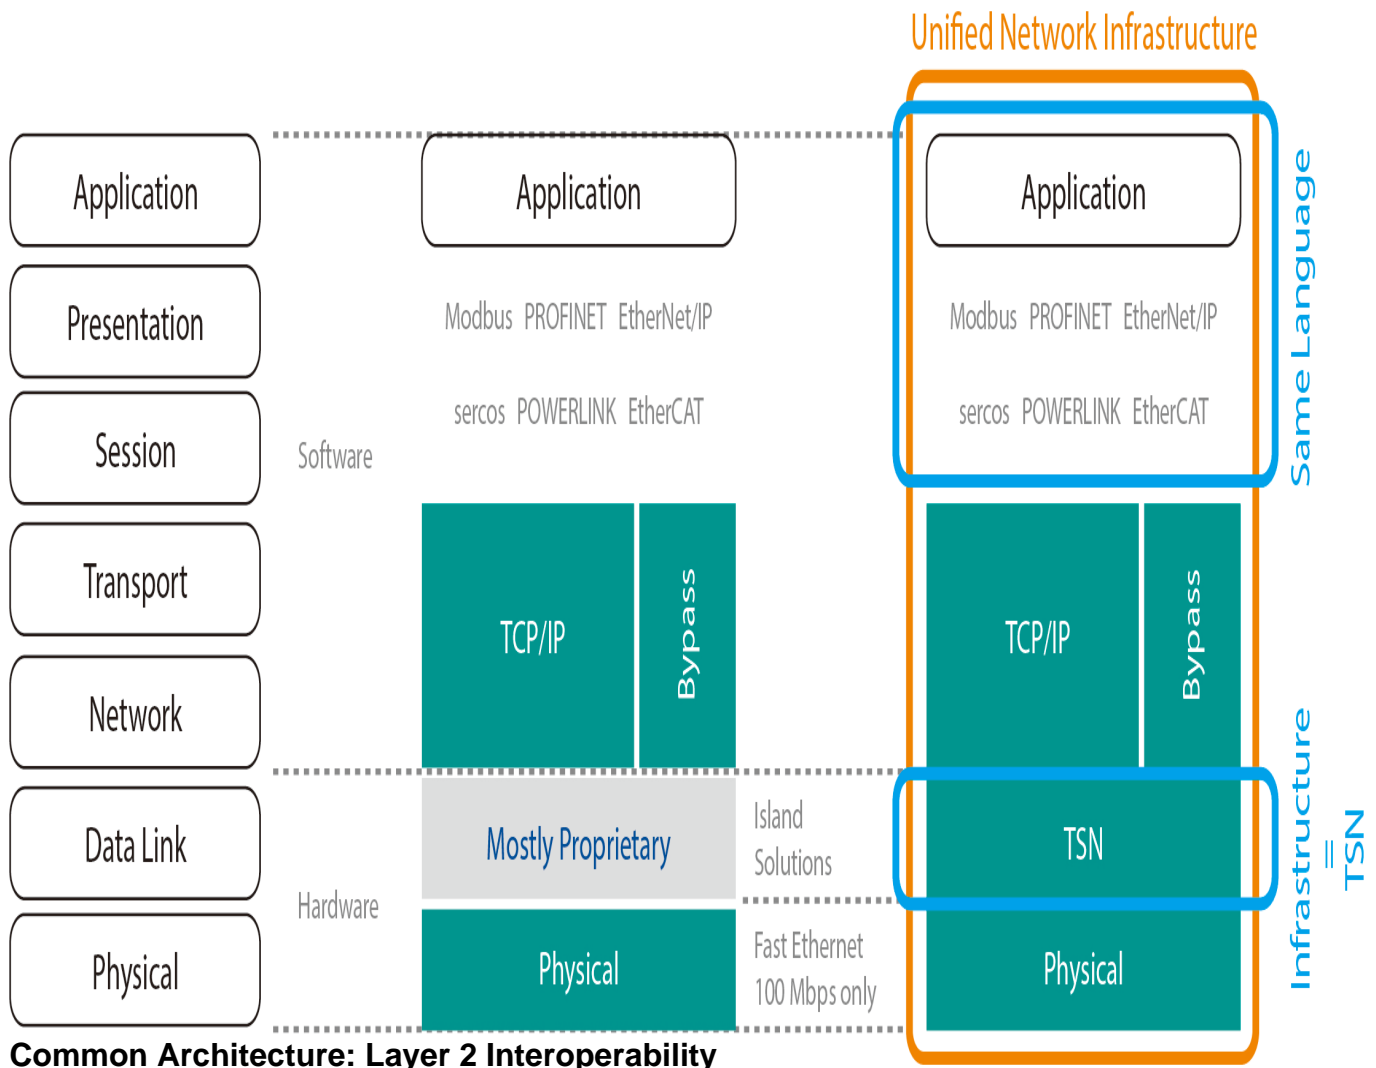 Unified Network Infrastructure
Application
Application
Application
Presentation
Modbus PROFINET EtherNet/IP
Modbus PROFINET EtherNet/IP
Same Language
Session
sercos POWERLINK EtherCAT
sercos POWERLINK EtherCAT
Software
Transport
TCP/IP
Bypass
TCP/IP
Bypass
Network
Data Link
Mostly Proprietary
Island
Solutions
TSN
Infrastructure
=
TSN
Hardware
Physical
Physical
Fast Ethernet
100 Mbps only
Physical
Common Architecture: Layer 2 Interoperability